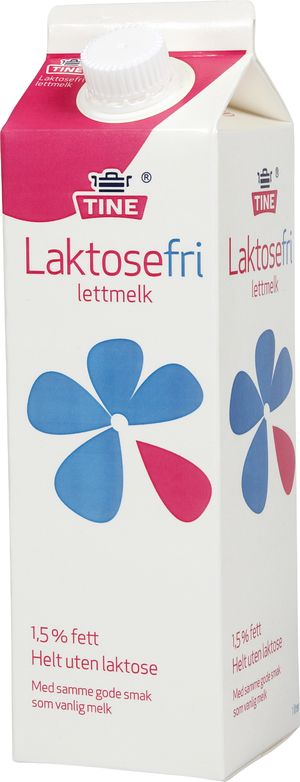 TINE
Laktosefri
lettmelk
TINE
®
Laktosefri
lettmelk
1,5% fett
Helt uten laktose
Med samme gode smak
som vanlig melk
®
TINE
Laktosefri
lettmelk
1,5% fett
Helt uten
laktose
Med samme
gode smak som
vanlig melk